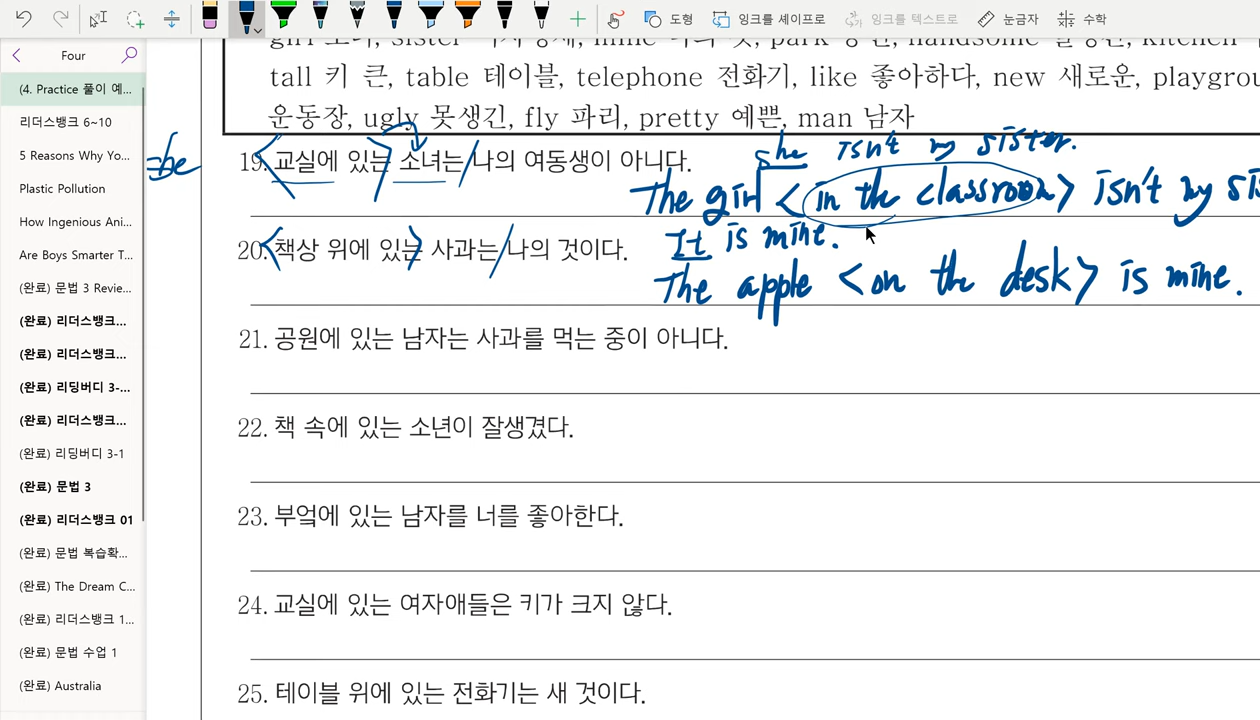 도형
잉크를 셰이프로
잉크를 텍스트로
눈금자
수학
Four
(4. Practice 풀이 예...
리더스뱅크 6~10
5 Reasons Why Yo...
Plastic Pollution
How Ingenious Ani...
Are Boys Smarter T...
(완료) 문법 3 Revie...
(완료) 리더스뱅크...
(완료) 리더스뱅크...
(완료) 리딩버디 3-...
(완료) 리더스뱅크...
(완료) 리딩버디 3-1
(완료) 문법 3
(완료) 리더스뱅크 01
(완료) 문법 복습확...
(완료) The Dream C...
(완료) 리더스뱅크 1...
(완료) 문법 수업 1
(완료) Australia
tall 키 큰, table 테이블, telephone 전화기, like 좋아하다, new 새로운, playgrou
운동장, ugly 못생긴, fly 파리, pretty 예쁜, man 남자
=be
19. <교실에 있는> 소녀는/나의 여동생이 아니다.
she isn't my sister.
The girl <in the classroom> isn't my sis
20. <책상 위에 있는> 사과는/나의 것이다.
It is mine.
The apple <on the desk> is mine.
21. 공원에 있는 남자는 사과를 먹는 중이 아니다.
22. 책 속에 있는 소년이 잘생겼다.
23. 부엌에 있는 남자를 너를 좋아한다.
24. 교실에 있는 여자애들은 키가 크지 않다.
25. 테이블 위에 있는 전화기는 새 것이다.